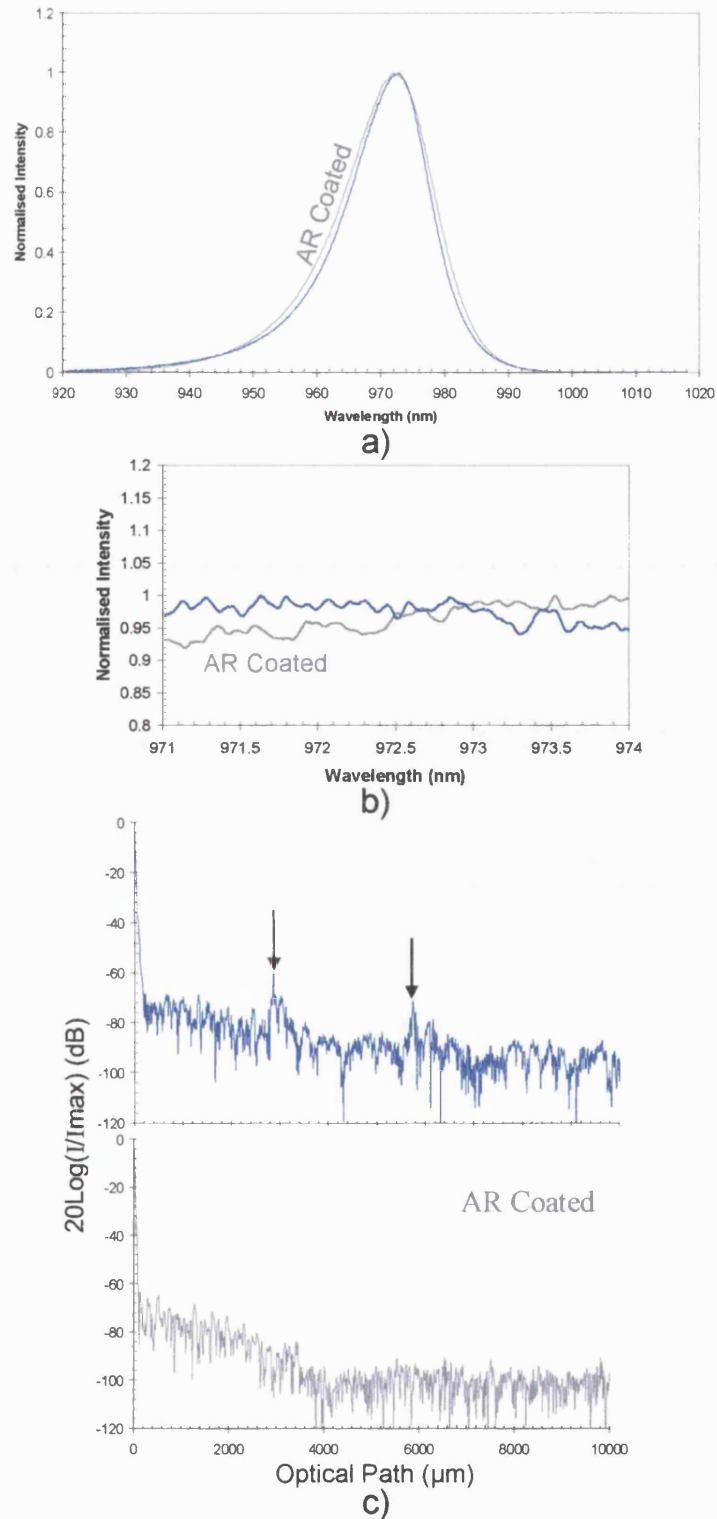 1.2
1
0.8
0.6
0.4
0.2
0
Normalised Intensity
AR Coated
920 930 940 950 960 970 980 990 1000 1010 1020
Wavelength (nm)
a)
1.2
1.15
1.1
1.05
1
0.95
0.9
0.85
0.8
Normalised Intensity
AR Coated
971 971.5 972 972.5 973 973.5 974
Wavelength (nm)
b)
0
-20
-40
-60
-80
-100
-120
20Log(I/Imax) (dB)
0
-20
-40
-60
-80
-100
-120
AR Coated
0 2000 4000 6000 8000 10000
Optical Path (µm)
c)